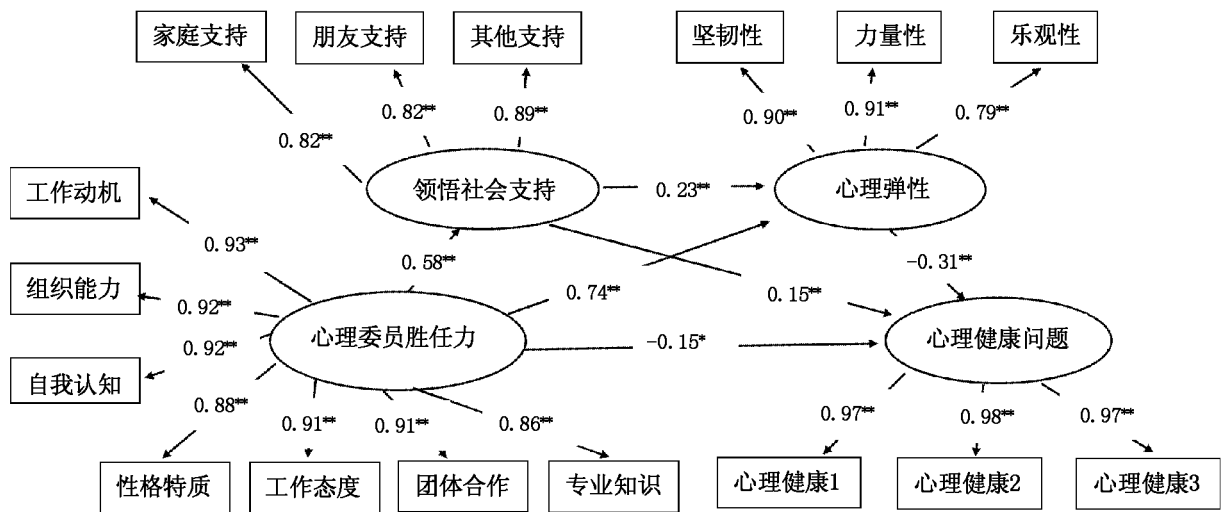 家庭支持
朋友支持
其他支持
坚韧性
力量性
乐观性
0.82**
0.82**
0.89**
0.90**
0.91**
0.79**
工作动机
领悟社会支持
0.23**
心理弹性
0.93**
0.58**
-0.31**
组织能力
0.92**
0.74**
0.15**
心理委员胜任力
-0.15*
心理健康问题
0.92**
自我认知
0.88**
0.91**
0.91**
0.86**
0.97**
0.98**
0.97**
性格特质
工作态度
团体合作
专业知识
心理健康1
心理健康2
心理健康3